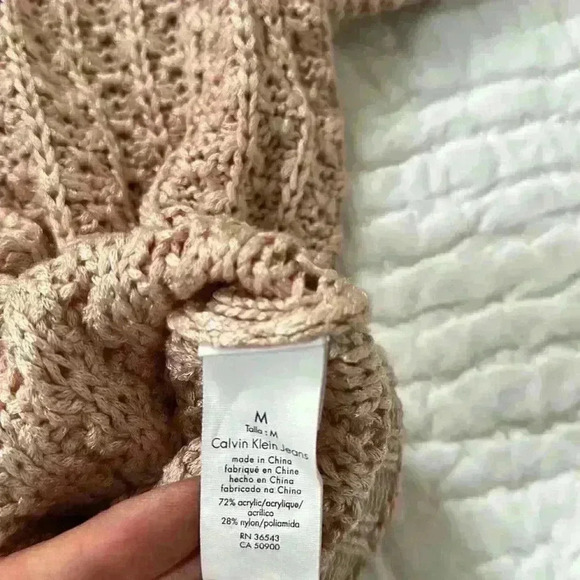 M
Talla : M
Calvin Klein Jeans
made in China
fabriqué en Chine
hecho en China
fabricado na China
72% acrylic/acrylique/
acrílico
28% nylon/poliamida
RN 36543
CA 50900